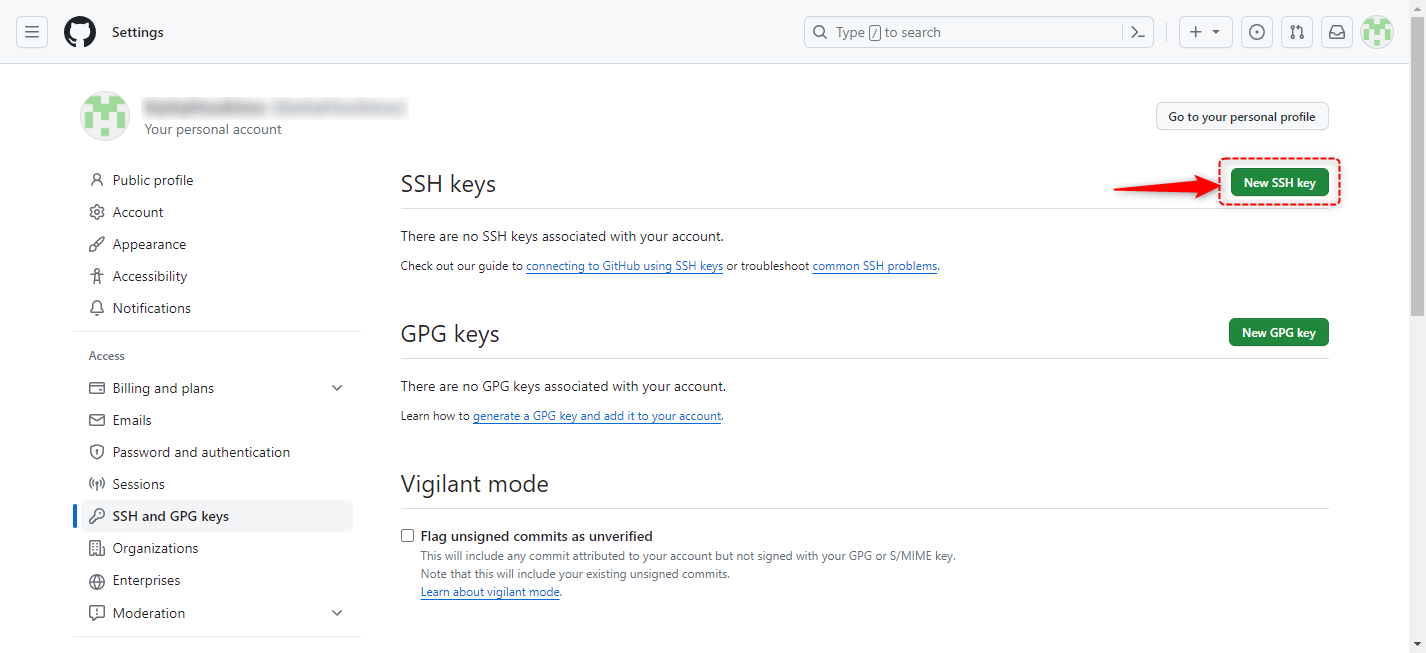 Settings
Type / to search
Your personal account
Go to your personal profile
Public profile
Account
Appearance
Accessibility
Notifications
Access
Billing and plans
Emails
Password and authentication
Sessions
SSH and GPG keys
Organizations
Enterprises
Moderation
SSH keys
New SSH key
There are no SSH keys associated with your account.
Check out our guide to connecting to GitHub using SSH keys or troubleshoot common SSH problems.
GPG keys
New GPG key
There are no GPG keys associated with your account.
Learn how to generate a GPG key and add it to your account.
Vigilant mode
Flag unsigned commits as unverified
This will include any commit attributed to your account but not signed with your GPG or S/MIME key.
Note that this will include your existing unsigned commits.
Learn about vigilant mode.